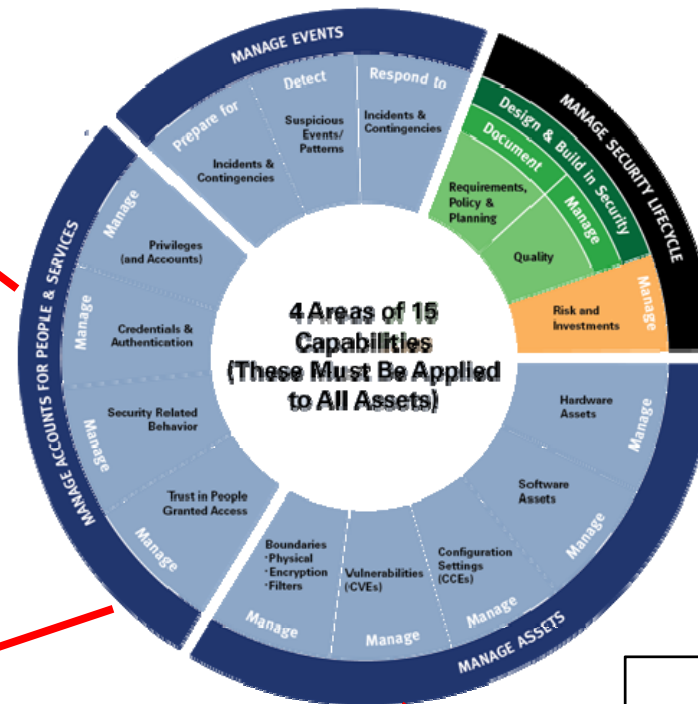 MANAGE EVENTS
Prepare for
Incidents &
Contingencies
Detect
Suspicious
Events/
Patterns
Respond to
Incidents &
Contingencies
MANAGE SECURITY LIFECYCLE
Design & Build in Security
Document
Requirements,
Policy &
Planning
Manage
Quality
Manage
Risk and
Investments
MANAGE ACCOUNTS FOR PEOPLE & SERVICES
Manage
Privileges
(and Accounts)
Manage
Credentials &
Authentication
Manage
Security Related
Behavior
Manage
Trust in People
Granted Access
4 Areas of 15
Capabilities
(These Must Be Applied
to All Assets)
Hardware
Assets
Manage
Software
Assets
Manage
Configuration
Settings
(CCEs)
Manage
Vulnerabilities
(CVEs)
Manage
Boundaries
·Physical
·Encryption
·Filters
Manage
MANAGE ASSETS